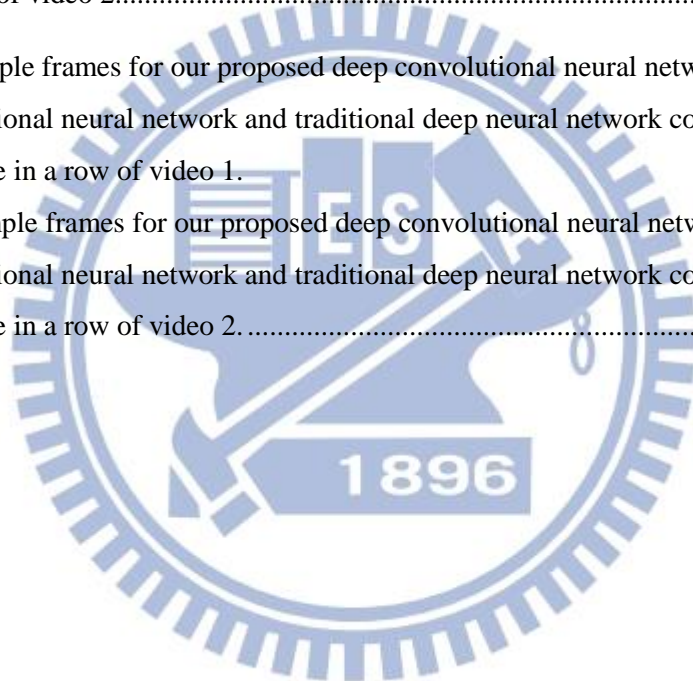 of video 2.....................................................................................
ple frames for our proposed deep convolutional neural netw
ional neural network and traditional deep neural network co
e in a row of video 1.
nple frames for our proposed deep convolutional neural netw
ional neural network and traditional deep neural network co
e in a row of video 2. .............................................................
E S A
1896